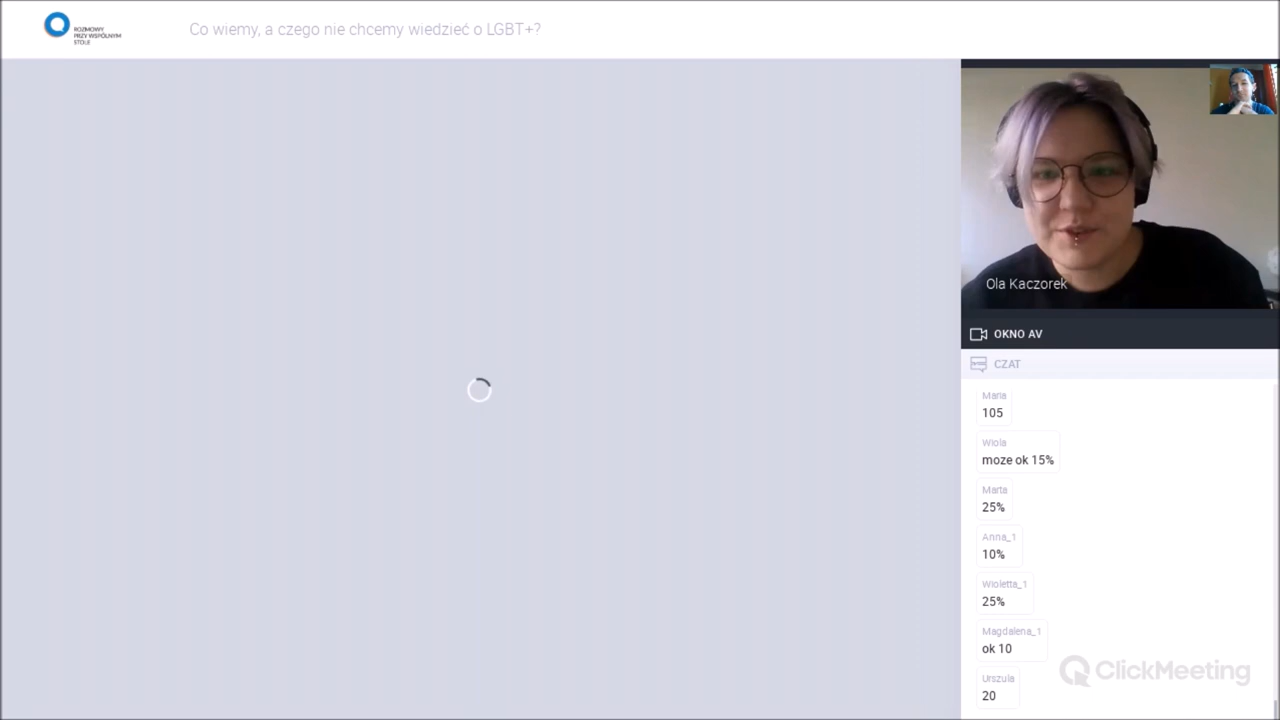 ROZMOWY
PRZY WSPÓLNYM
STOLE
Co wiemy, a czego nie chcemy wiedzieć o LGBT+?
Ola Kaczorek
OKNO AV
CZAT
Maria
105
Wiola
moze ok 15%
Marta
25%
Anna_1
10%
Wioletta_1
25%
Magdalena_1
ok 10
Urszula
20
ClickMeeting